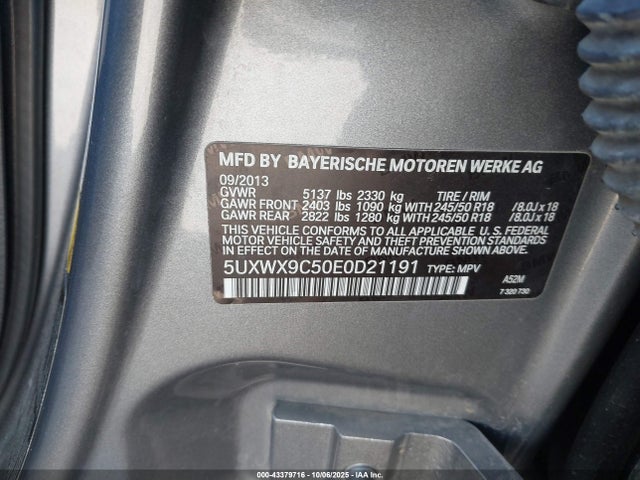 MFD BY BAYERISCHE MOTOREN WERKE AG
09/2013
GVWR 5137 lbs 2330 kg TIRE / RIM
GAWR FRONT 2403 lbs 1090 kg WITH 245/50 R18 /8.0J x 18
GAWR REAR 2822 lbs 1280 kg WITH 245/50 R18 /8.0J x 18
THIS VEHICLE CONFORMS TO ALL APPLICABLE U. S. FEDERAL
MOTOR VEHICLE SAFETY, BUMPER, AND THEFT PREVENTION
STANDARDS IN EFFECT ON THE DATE OF MANUFACTURE SHOWN ABOVE.
5UXWX9C50E0D21191 TYPE: MPV
A52M
7 320 730
000-43379716 - 10/06/2025 - IAAI.COM